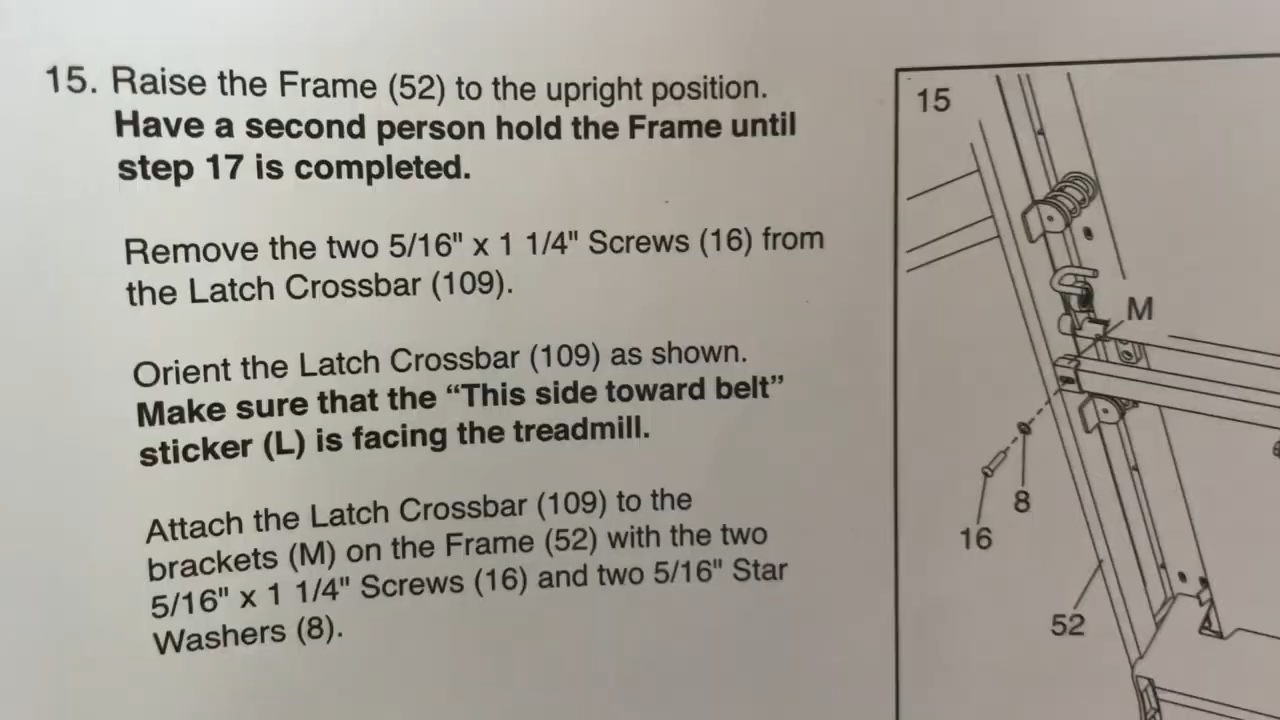 15. Raise the Frame (52) to the upright position.
Have a second person hold the Frame until
step 17 is completed.
Remove the two 5/16" x 1 1/4" Screws (16) from
the Latch Crossbar (109).
Orient the Latch Crossbar (109) as shown.
Make sure that the “This side toward belt”
sticker (L) is facing the treadmill.
Attach the Latch Crossbar (109) to the
brackets (M) on the Frame (52) with the two
5/16" x 1 1/4" Screws (16) and two 5/16" Star
Washers (8).
15
M
8
16
52